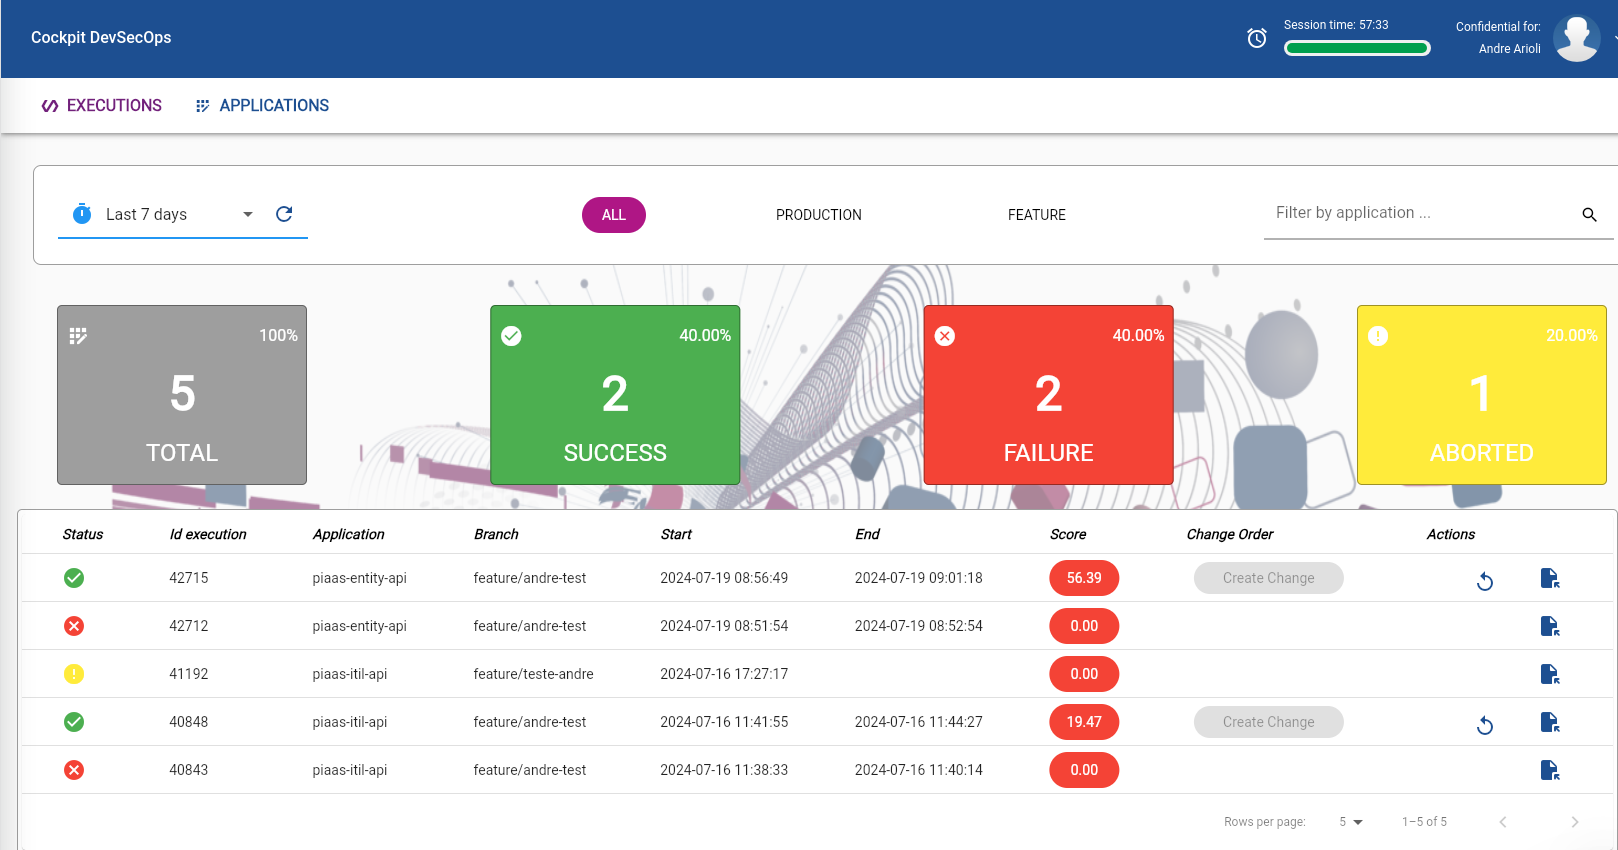 Cockpit DevSecOps
Session time: 57:33
Confidential for:
Andre Arioli
EXECUTIONS
APPLICATIONS
Last 7 days
ALL
PRODUCTION
FEATURE
Filter by application ...
100%
5
TOTAL
40.00%
2
SUCCESS
40.00%
2
FAILURE
20.00%
1
ABORTED
Status Id execution Application Branch Start End Score Change Order Actions
42715 piaas-entity-api feature/andre-test 2024-07-19 08:56:49 2024-07-19 09:01:18 56.39 Create Change
42712 piaas-entity-api feature/andre-test 2024-07-19 08:51:54 2024-07-19 08:52:54 0.00
41192 piaas-itil-api feature/teste-andre 2024-07-16 17:27:17 0.00
40848 piaas-itil-api feature/andre-test 2024-07-16 11:41:55 2024-07-16 11:44:27 19.47 Create Change
40843 piaas-itil-api feature/andre-test 2024-07-16 11:38:33 2024-07-16 11:40:14 0.00
Rows per page: 5 1–5 of 5